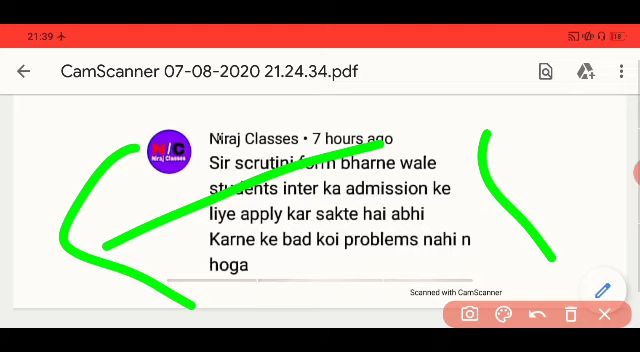 21:39
CamScanner 07-08-2020 21.24.34.pdf
N/C
Niraj Classes
Niraj Classes • 7 hours ago
Sir scrutini form bharne wale
students inter ka admission ke
liye apply kar sakte hai abhi
Karne ke bad koi problems nahi n
hoga
Scanned with CamScanner